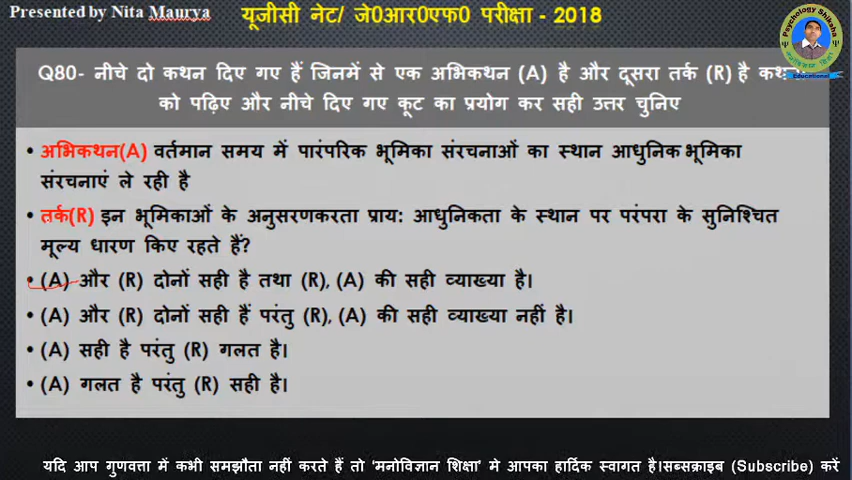 Presented by Nita Maurya
यूजीसी नेट/ जे0आर0एफ0 परीक्षा - 2018
Psychology Shiksha
Educational
Q80- नीचे दो कथन दिए गए हैं जिनमें से एक अभिकथन (A) है और दूसरा तर्क (R) है
को पढ़िए और नीचे दिए गए कूट का प्रयोग कर सही उत्तर चुनिए
• अभिकथन(A) वर्तमान समय में पारंपरिक भूमिका संरचनाओं का स्थान आधुनिक भूमिका
संरचनाएं ले रही है
• तर्क(R) इन भूमिकाओं के अनुसरणकरता प्राय: आधुनिकता के स्थान पर परंपरा के सुनिश्चित
मूल्य धारण किए रहते हैं?
• (A) और (R) दोनों सही है तथा (R), (A) की सही व्याख्या है।
• (A) और (R) दोनों सही हैं परंतु (R), (A) की सही व्याख्या नहीं है।
• (A) सही है परंतु (R) गलत है।
• (A) गलत है परंतु (R) सही है।
यदि आप गुणवत्ता में कभी समझौता नहीं करते हैं तो 'मनोविज्ञान शिक्षा' मे आपका हार्दिक स्वागत है।सब्सक्राइब (Subscribe) करें